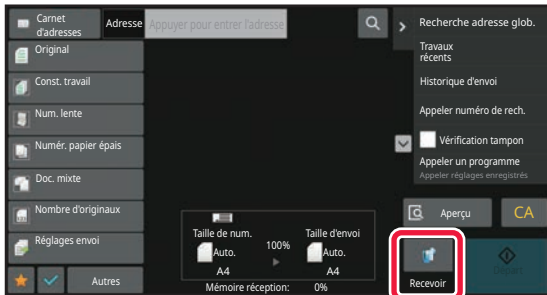 Carnet
d'adresses
Adresse
Appuyer pour entrer l'adresse
Original
Const. travail
Num. lente
Numér. papier épais
Doc. mixte
Nombre d'originaux
Réglages envoi
Autres
Taille de num.
Auto.
A4
100%
Taille d'envoi
Auto.
A4
Mémoire réception: 0%
Recherche adresse glob.
Travaux
récents
Historique d'envoi
Appeler numéro de rech.
Vérification tampon
Appeler un programme
Appeler réglages enregistrés
Aperçu
CA
Recevoir
Départ